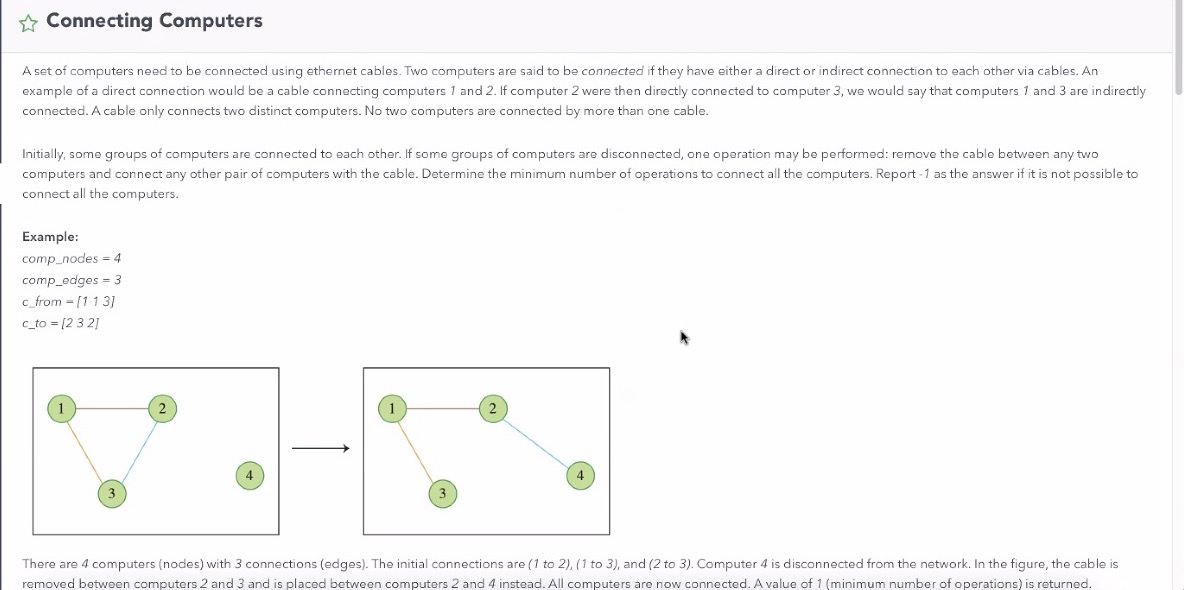 Connecting Computers
A set of computers need to be connected using ethernet cables. Two computers are said to be connected if they have either a direct or indirect connection to each other via cables. An
example of a direct connection would be a cable connecting computers 1 and 2. If computer 2 were then directly connected to computer 3, we would say that computers 1 and 3 are indirectly
connected. A cable only connects two distinct computers. No two computers are connected by more than one cable.
Initially, some groups of computers are connected to each other. If some groups of computers are disconnected, one operation may be performed: remove the cable between any two
computers and connect any other pair of computers with the cable. Determine the minimum number of operations to connect all the computers. Report -1 as the answer if it is not possible to
connect all the computers.
Example:
comp_nodes = 4
comp_edges = 3
c_from = [1 1 3]
c_to = [2 3 2]
1 2 1 2
4 4
3 3
There are 4 computers (nodes) with 3 connections (edges). The initial connections are (1 to 2), (1 to 3), and (2 to 3). Computer 4 is disconnected from the network. In the figure, the cable is
removed between computers 2 and 3 and is placed between computers 2 and 4 instead. All computers are now connected. A value of 1 (minimum number of operations) is returned.